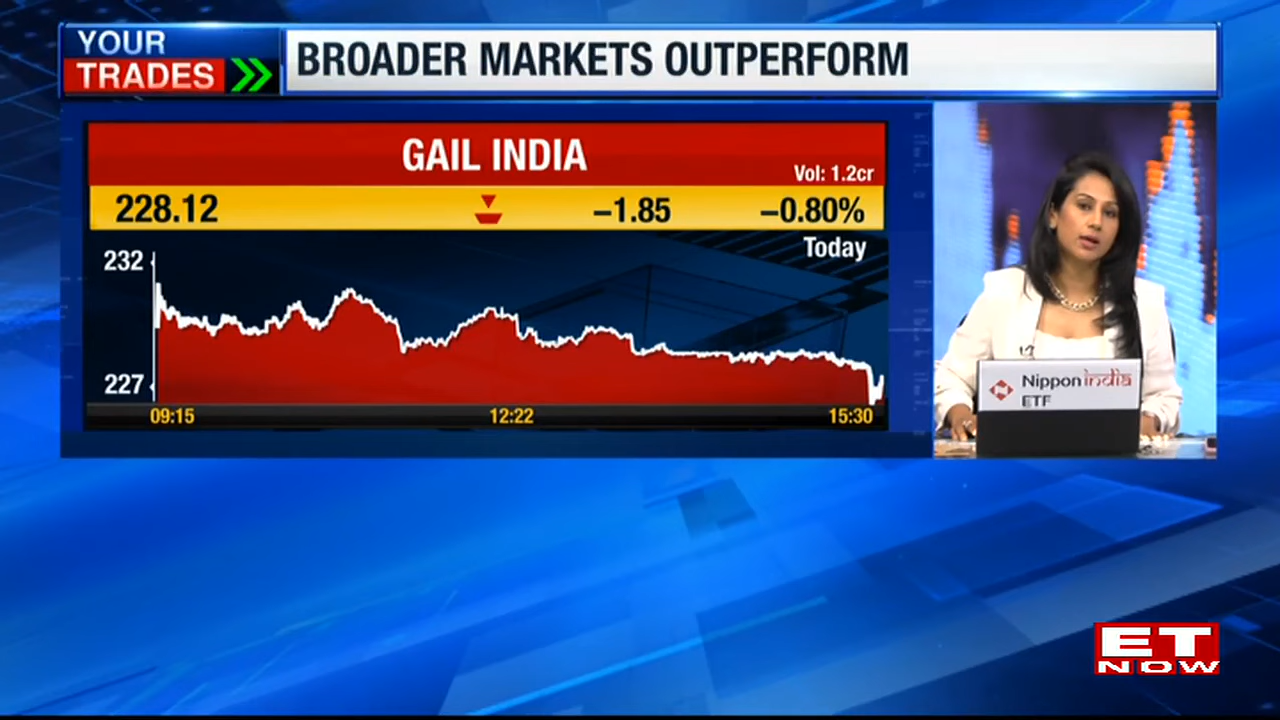 YOUR
TRADES
BROADER MARKETS OUTPERFORM
GAIL INDIA
Vol: 1.2cr
228.12 −1.85 −0.80%
Today
232
227
09:15 12:22 15:30
Nippon india
ETF
ET
NOW